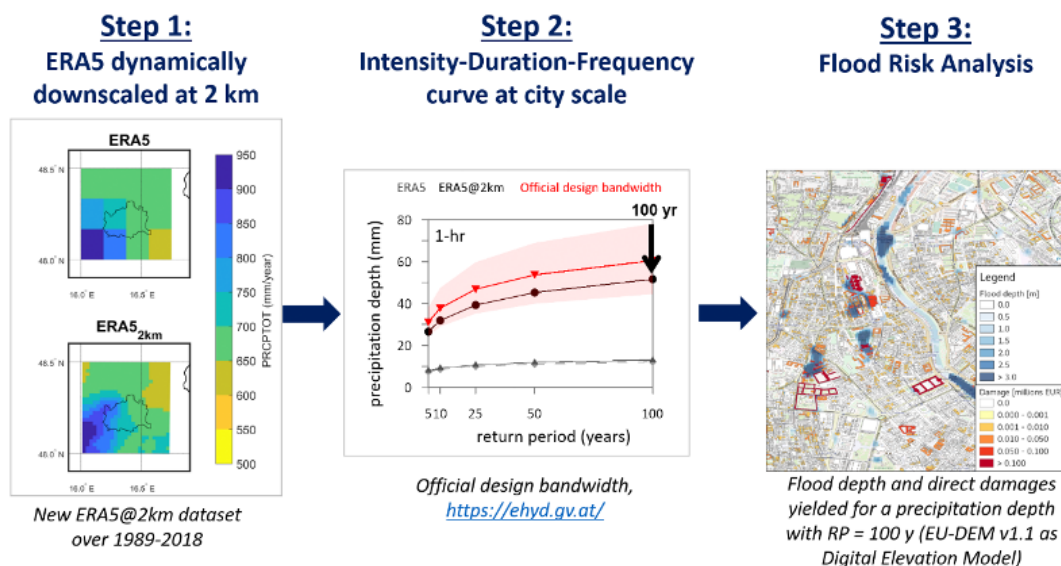 Step 1:
ERA5 dynamically
downscaled at 2 km
ERA5
48.5°N
48.0°N
16.0°E
16.5°E
ERA5 2km
48.5°N
48.0°N
16.0°E
16.5°E
950
900
850
800
750
700
650
600
550
500
PRCPTOT (mm/year)
New ERA5@2km dataset
over 1989-2018
Step 2:
Intensity-Duration-Frequency
curve at city scale
ERA5 ERA5@2km Official design bandwidth
100 yr
1-hr
80
60
40
20
0
precipitation depth (mm)
5 10 25 50 100
return period (years)
Official design bandwidth,
https://ehyd.gv.at/
Step 3:
Flood Risk Analysis
Legend
Flood depth [m]
0.0
0.5
1.0
1.5
2.0
2.5
> 3.0
Damage [millions EUR]
0.0
0.000 - 0.001
0.001 - 0.010
0.010 - 0.050
0.050 - 0.100
> 0.100
Flood depth and direct damages
yielded for a precipitation depth
with RP = 100 y (EU-DEM v1.1 as
Digital Elevation Model)